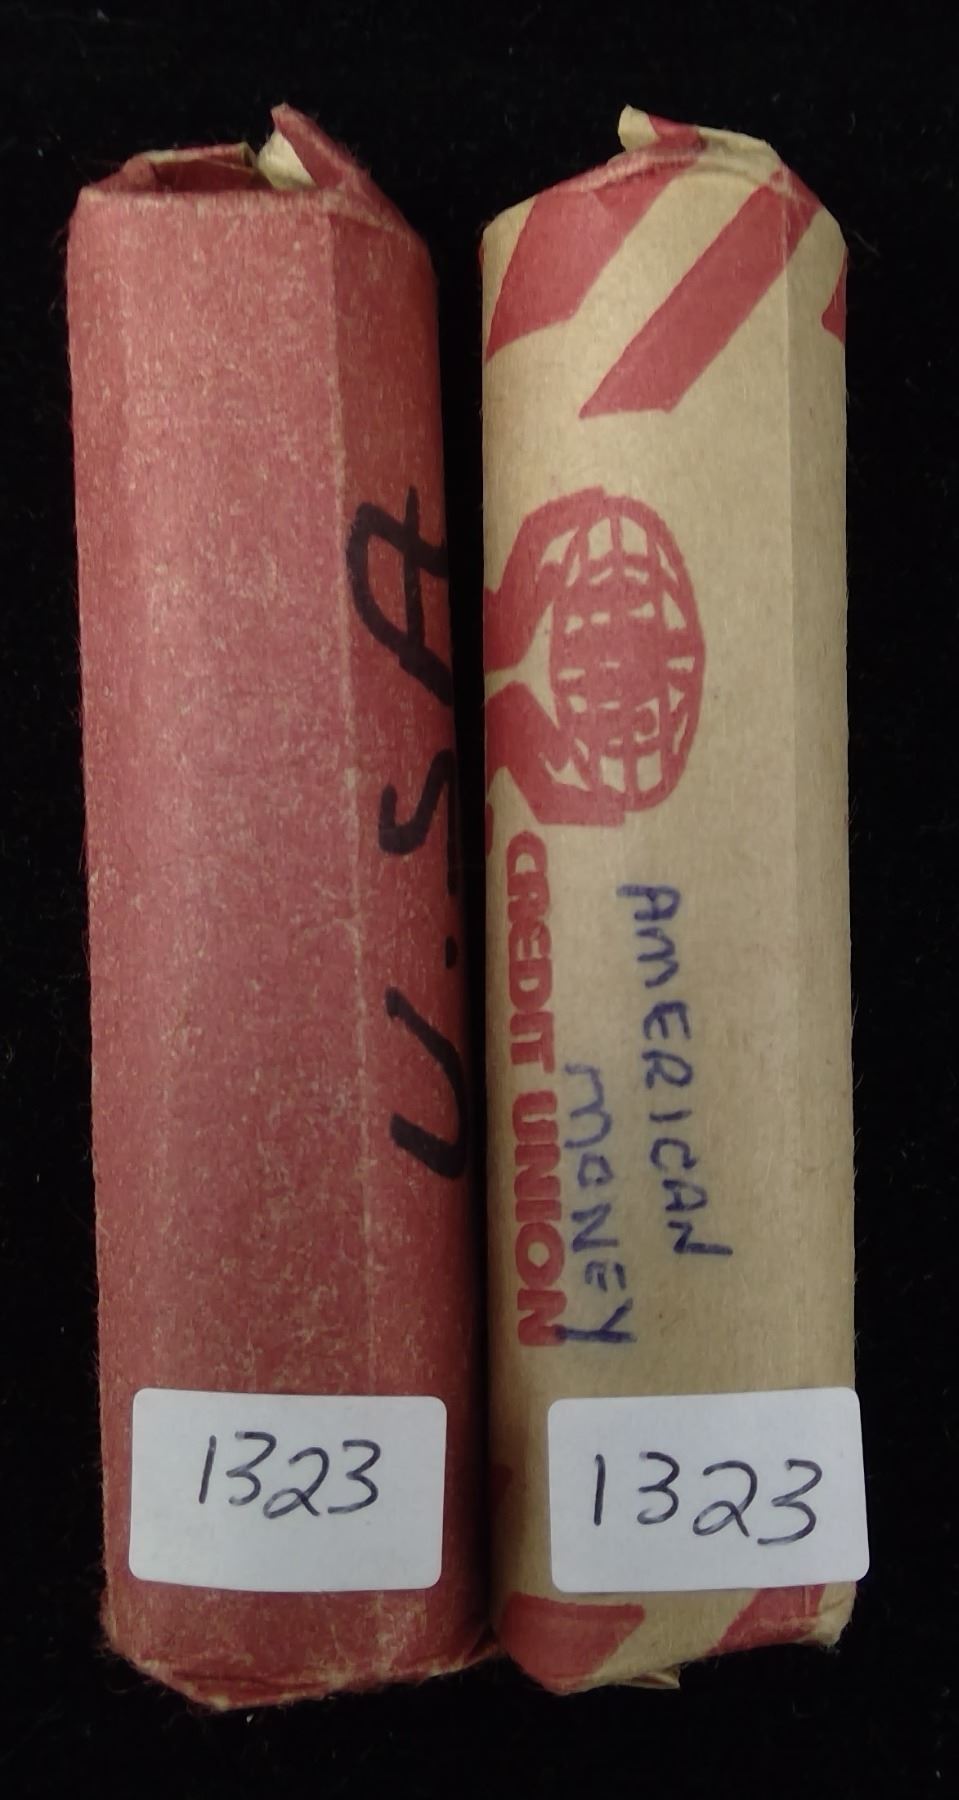 U.S.A
1323
CREDIT UNION
AMERICAN
MONEY
1323